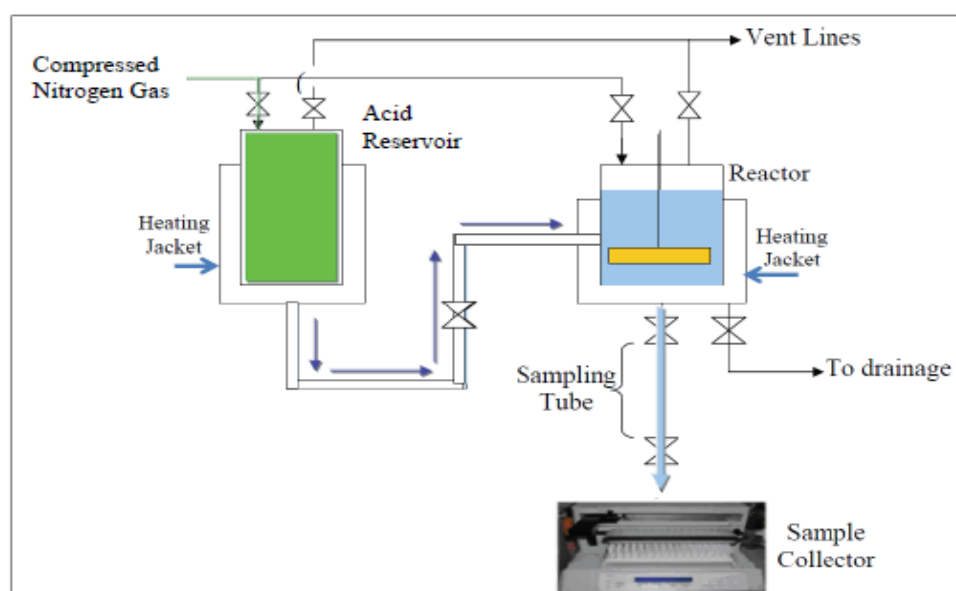 Vent Lines
Compressed
Nitrogen Gas
Acid
Reservoir
Reactor
Heating
Jacket
Heating
Jacket
Sampling
Tube
To drainage
Sample
Collector